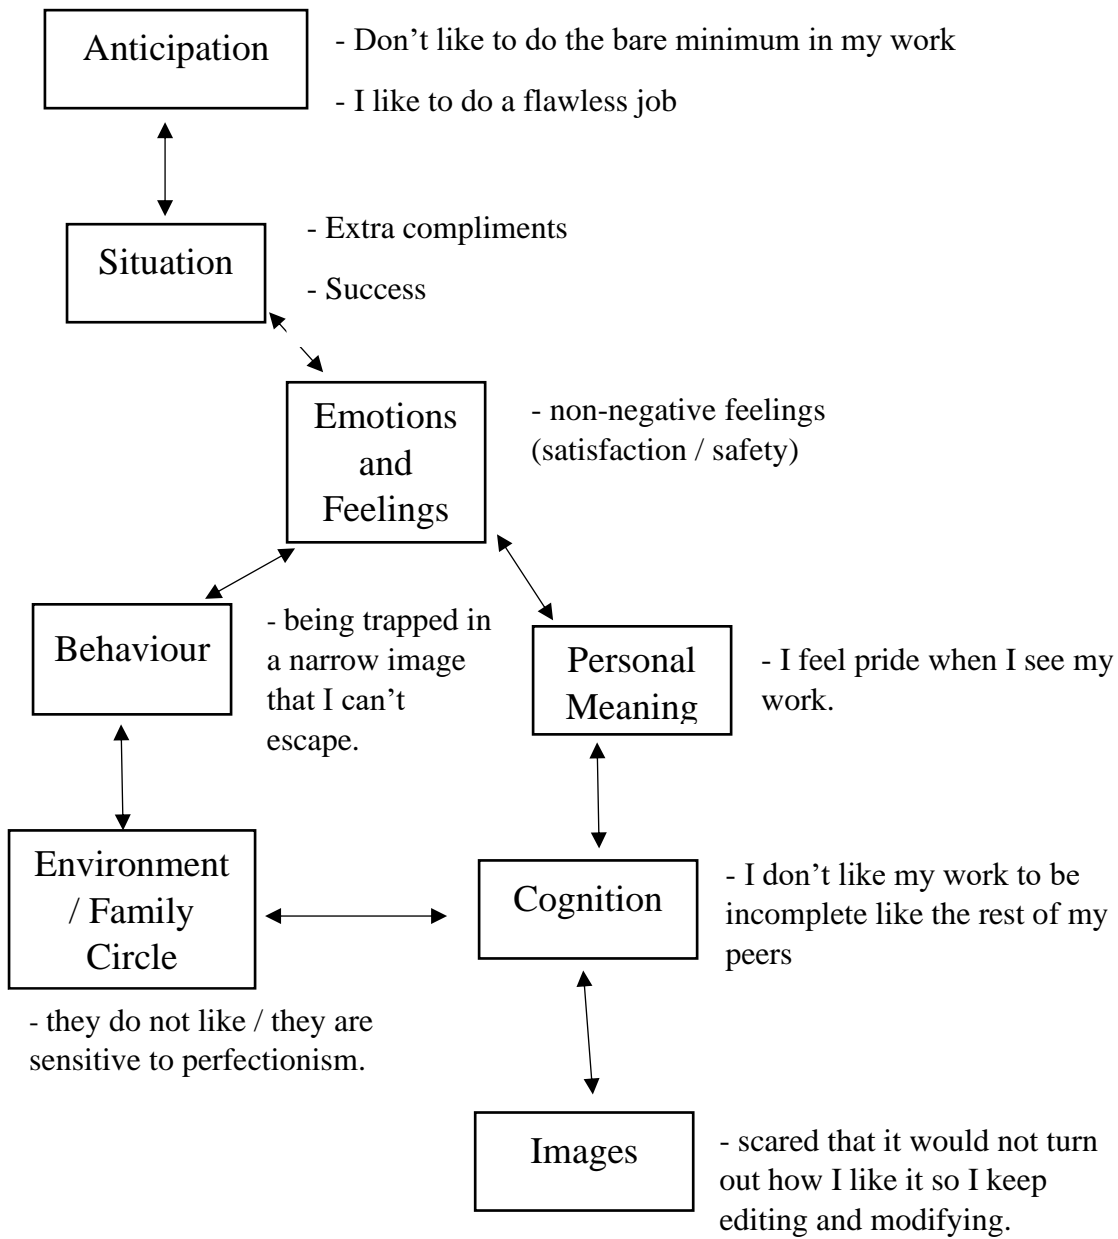 Anticipation
- Don’t like to do the bare minimum in my work
- I like to do a flawless job
Situation
- Extra compliments
- Success
Emotions
and
Feelings
- non-negative feelings
(satisfaction / safety)
Behaviour
- being trapped in
a narrow image
that I can’t
escape.
Personal
Meaning
- I feel pride when I see my
work.
Environment
/ Family
Circle
- they do not like / they are
sensitive to perfectionism.
Cognition
- I don’t like my work to be
incomplete like the rest of my
peers
Images
- scared that it would not turn
out how I like it so I keep
editing and modifying.